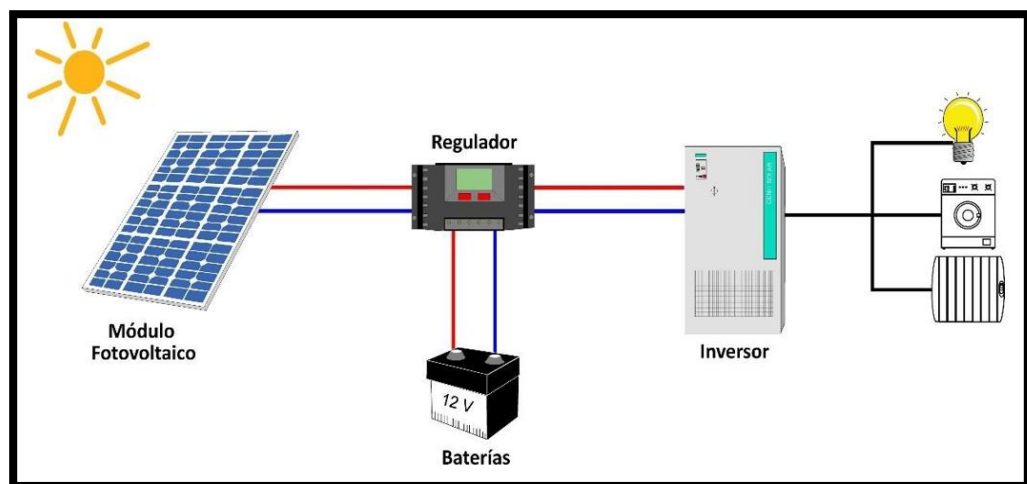 Regulador
Módulo
Fotovoltaico
Inversor
12 V
Baterías